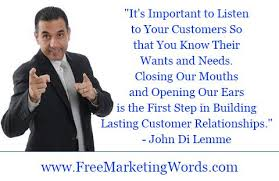 "It's Important to Listen
to Your Customers So
that You Know Their
Wants and Needs.
Closing Our Mouths
and Opening Our Ears
is the First Step in Building
Lasting Customer Relationships."
- John Di Lemme
www.FreeMarketingWords.com